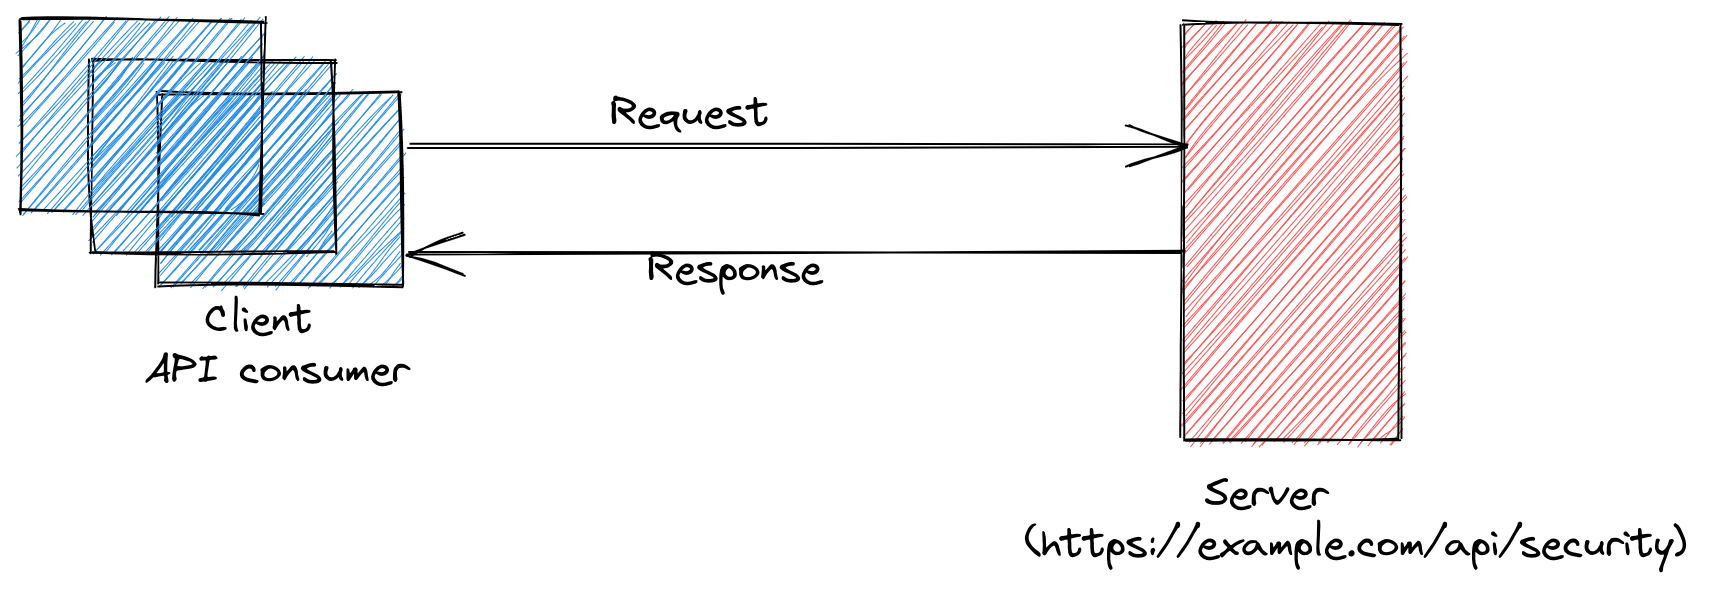 Request
Response
Client
API consumer
Server
(https://example.com/api/security)